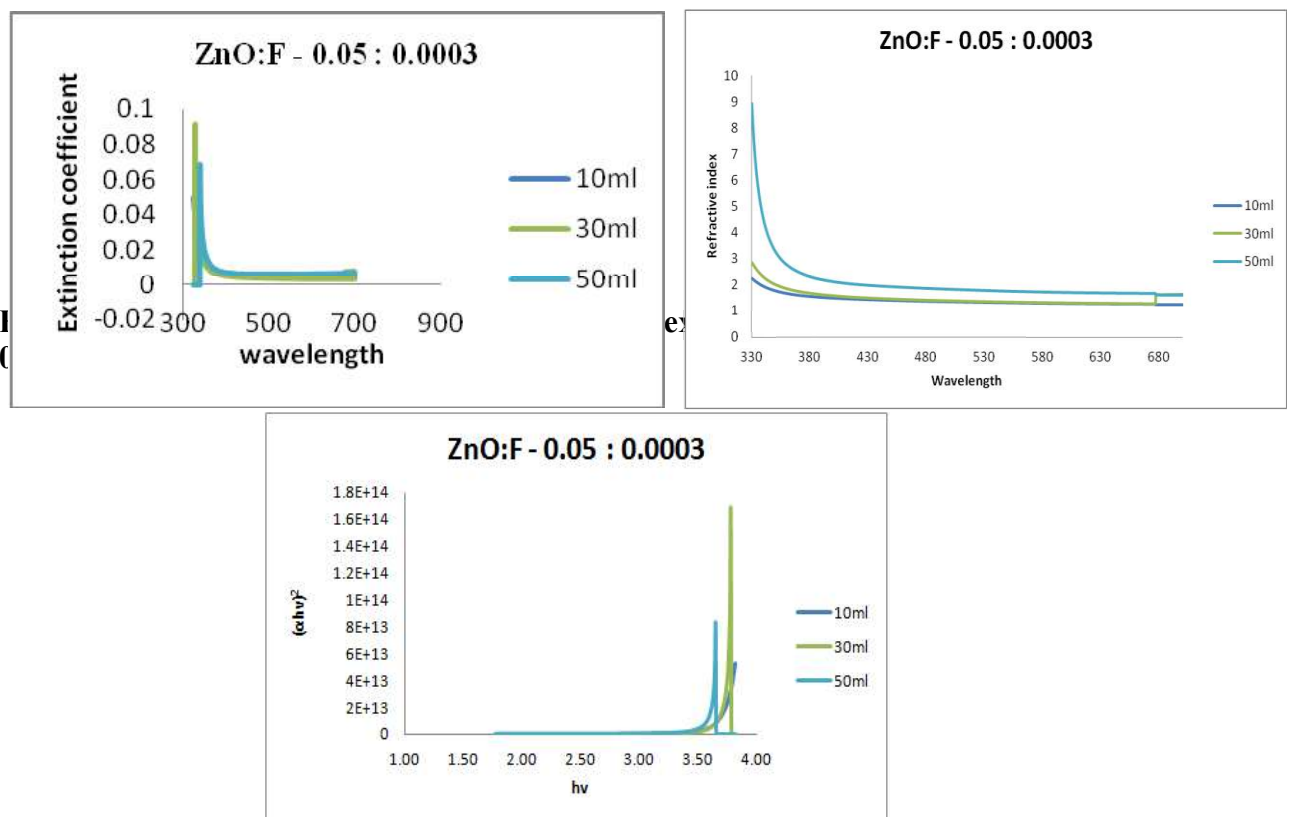 ZnO:F - 0.05 : 0.0003
Extinction coefficient
0.1
0.08
0.06
0.04
0.02
0
-0.02
300 500 700 900
wavelength
10ml
30ml
50ml
ZnO:F - 0.05 : 0.0003
Refractive index
10
9
8
7
6
5
4
3
2
1
0
330 380 430 480 530 580 630 680
Wavelength
10ml
30ml
50ml
ZnO:F - 0.05 : 0.0003
(αhν)²
1.8E+14
1.6E+14
1.4E+14
1.2E+14
1E+14
8E+13
6E+13
4E+13
2E+13
0
1.00 1.50 2.00 2.50 3.00 3.50 4.00
hν
10ml
30ml
50ml